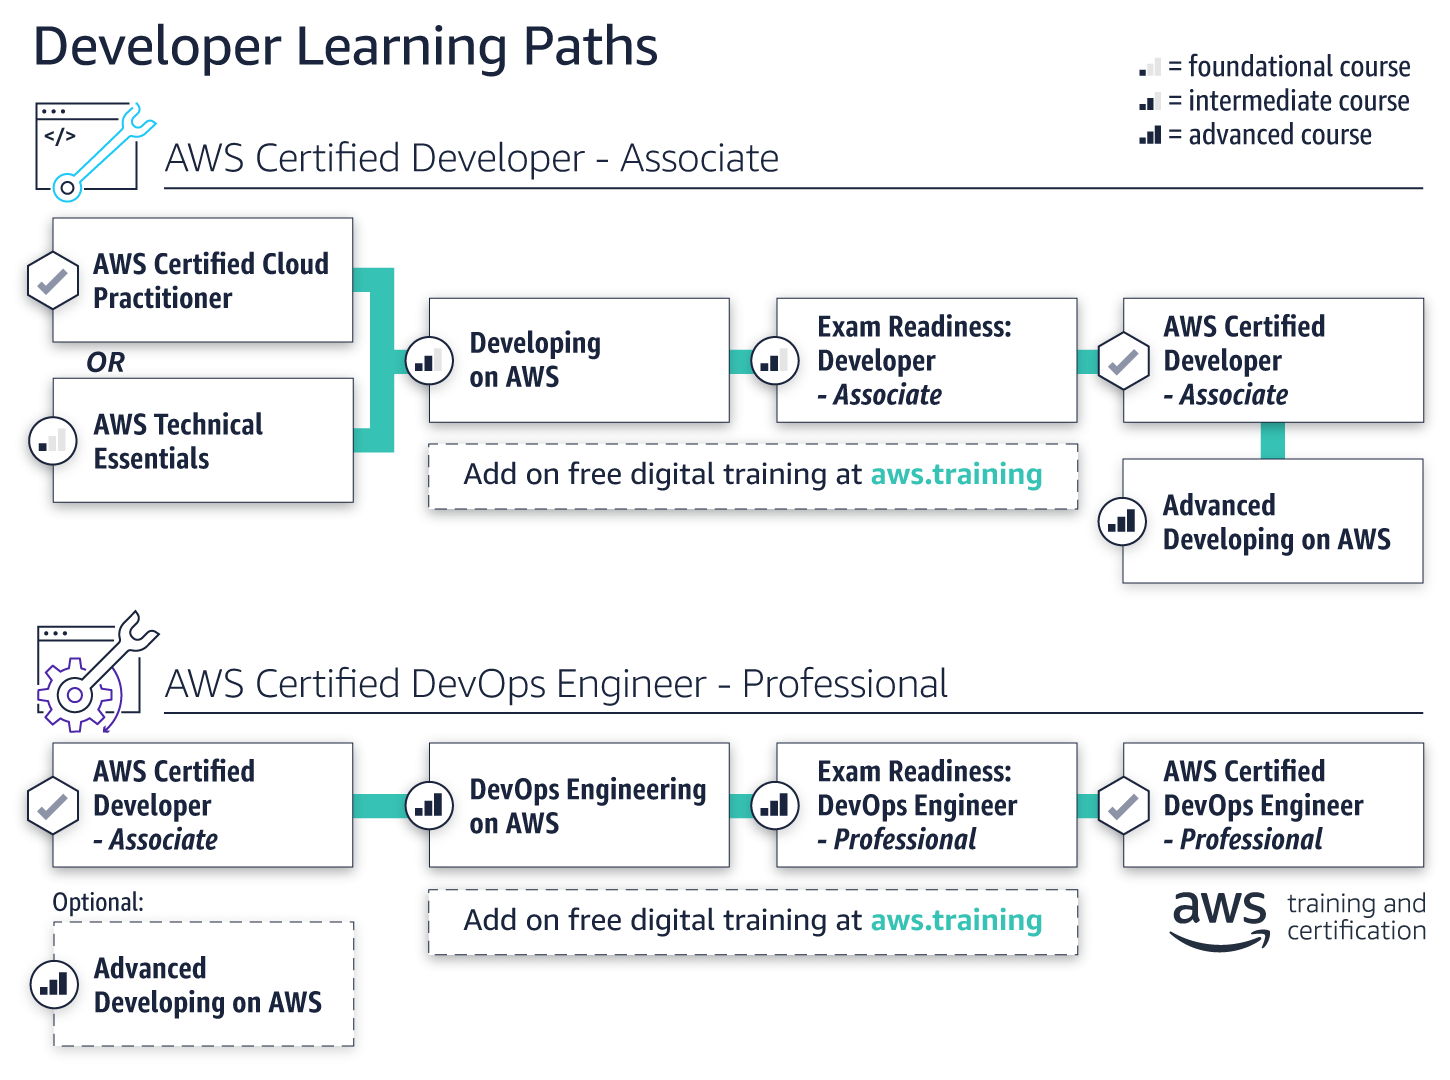 Developer Learning Paths
= foundational course
= intermediate course
= advanced course
</>
AWS Certified Developer - Associate
AWS Certified Cloud
Practitioner
OR
AWS Technical
Essentials
Developing
on AWS
Exam Readiness:
Developer
- Associate
AWS Certified
Developer
- Associate
Add on free digital training at aws.training
Advanced
Developing on AWS
AWS Certified DevOps Engineer - Professional
AWS Certified
Developer
- Associate
DevOps Engineering
on AWS
Exam Readiness:
DevOps Engineer
- Professional
AWS Certified
DevOps Engineer
- Professional
Optional:
Advanced
Developing on AWS
Add on free digital training at aws.training
aws training and
certification